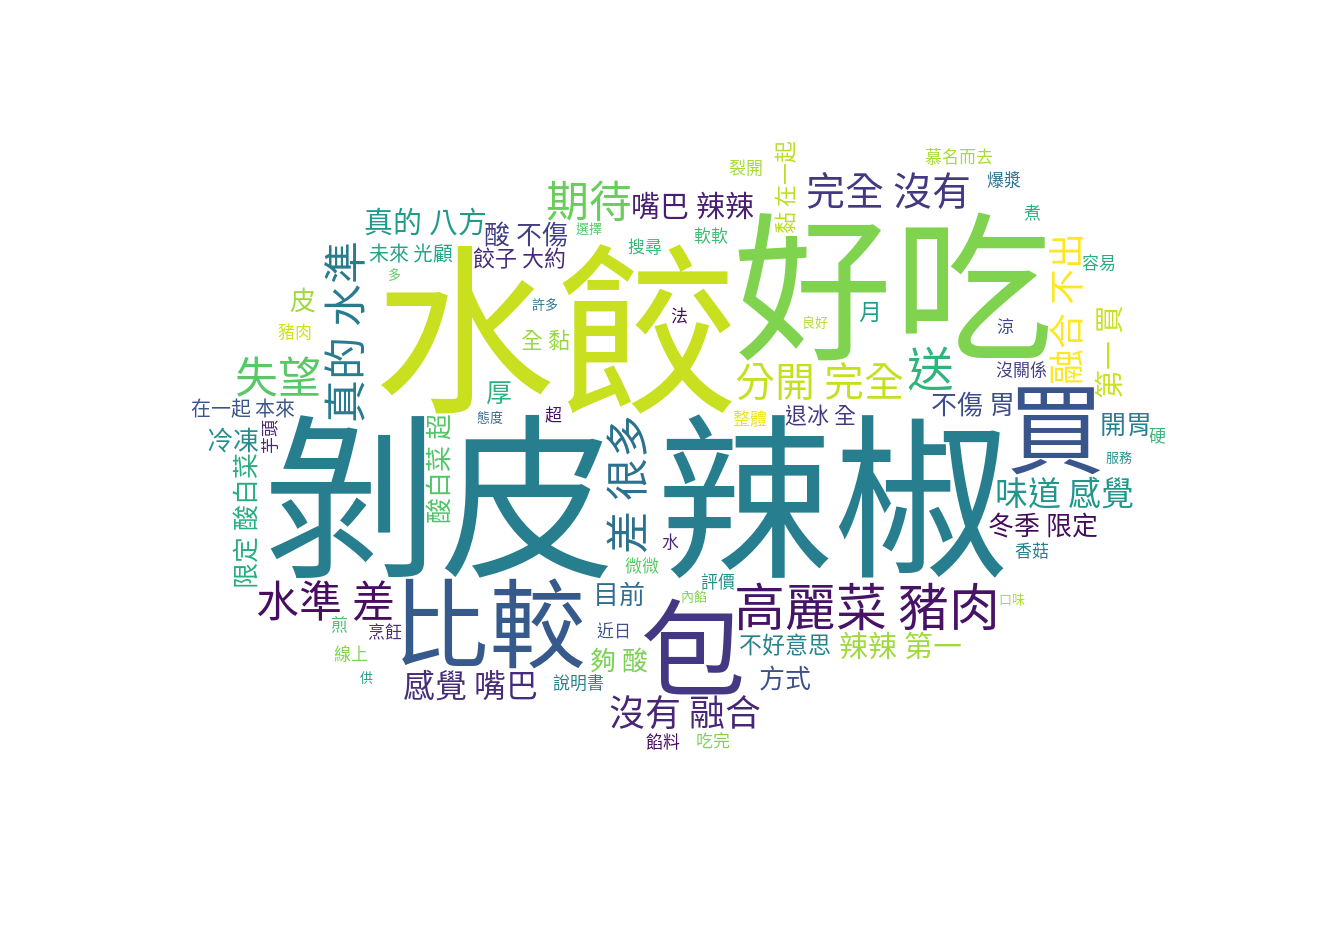 慕名而去
裂開
黏 在一起
爆漿
完全 沒有
期待
嘴巴 辣辣
煮
真的 八方
酸 不傷
選擇
搜尋
軟軟
未來 光顧
餃子 大約
容易
多
水餃
好吃
融合 不出
真的 水準
皮
許多
法
良好
月
涼
豬肉
全 黏
第一 買
失望
分開 完全
送
沒關係
厚
在一起 本來
態度
超
整體
退冰 全
不傷 胃
買
開胃
硬
冷凍
芋頭
酸白菜 超
限定 酸白菜
差 很多
服務
剝皮 辣椒
味道 感覺
水
冬季 限定
香菇
微微
評價
水準 差
比較
目前
內餡
高麗菜 豬肉
口味
包
煎
烹飪
近日
不好意思
辣辣 第一
線上
夠 酸
供
感覺 嘴巴
說明書
方式
沒有 融合
餡料
吃完